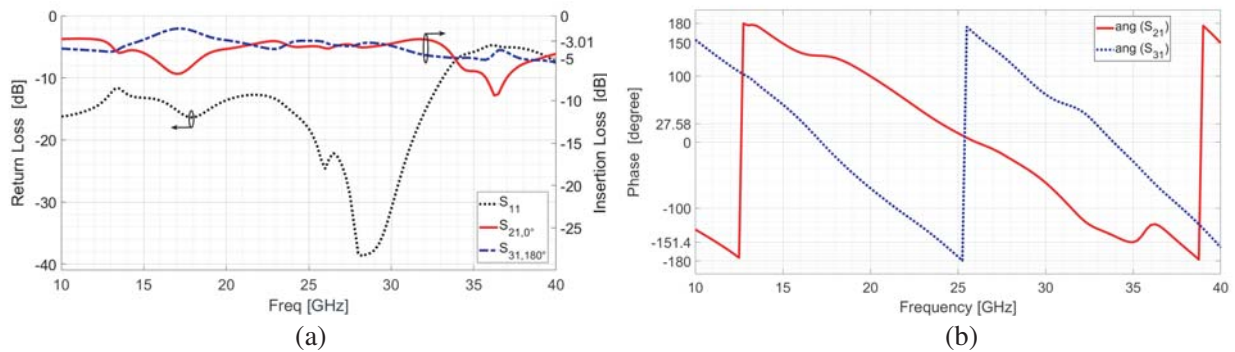 0
-10
-20
-30
-40
Return Loss [dB]
0
-3.01
-5
-10
-15
-20
-25
Insertion Loss [dB]
S11
S21,0°
S31,180°
10 15 20 25 30 35 40
Freq [GHz]
(a)
180
150
100
27.58
0
-100
-151.4
-180
Phase [degree]
ang (S21)
ang (S31)
10 15 20 25 30 35 40
Frequency [GHz]
(b)